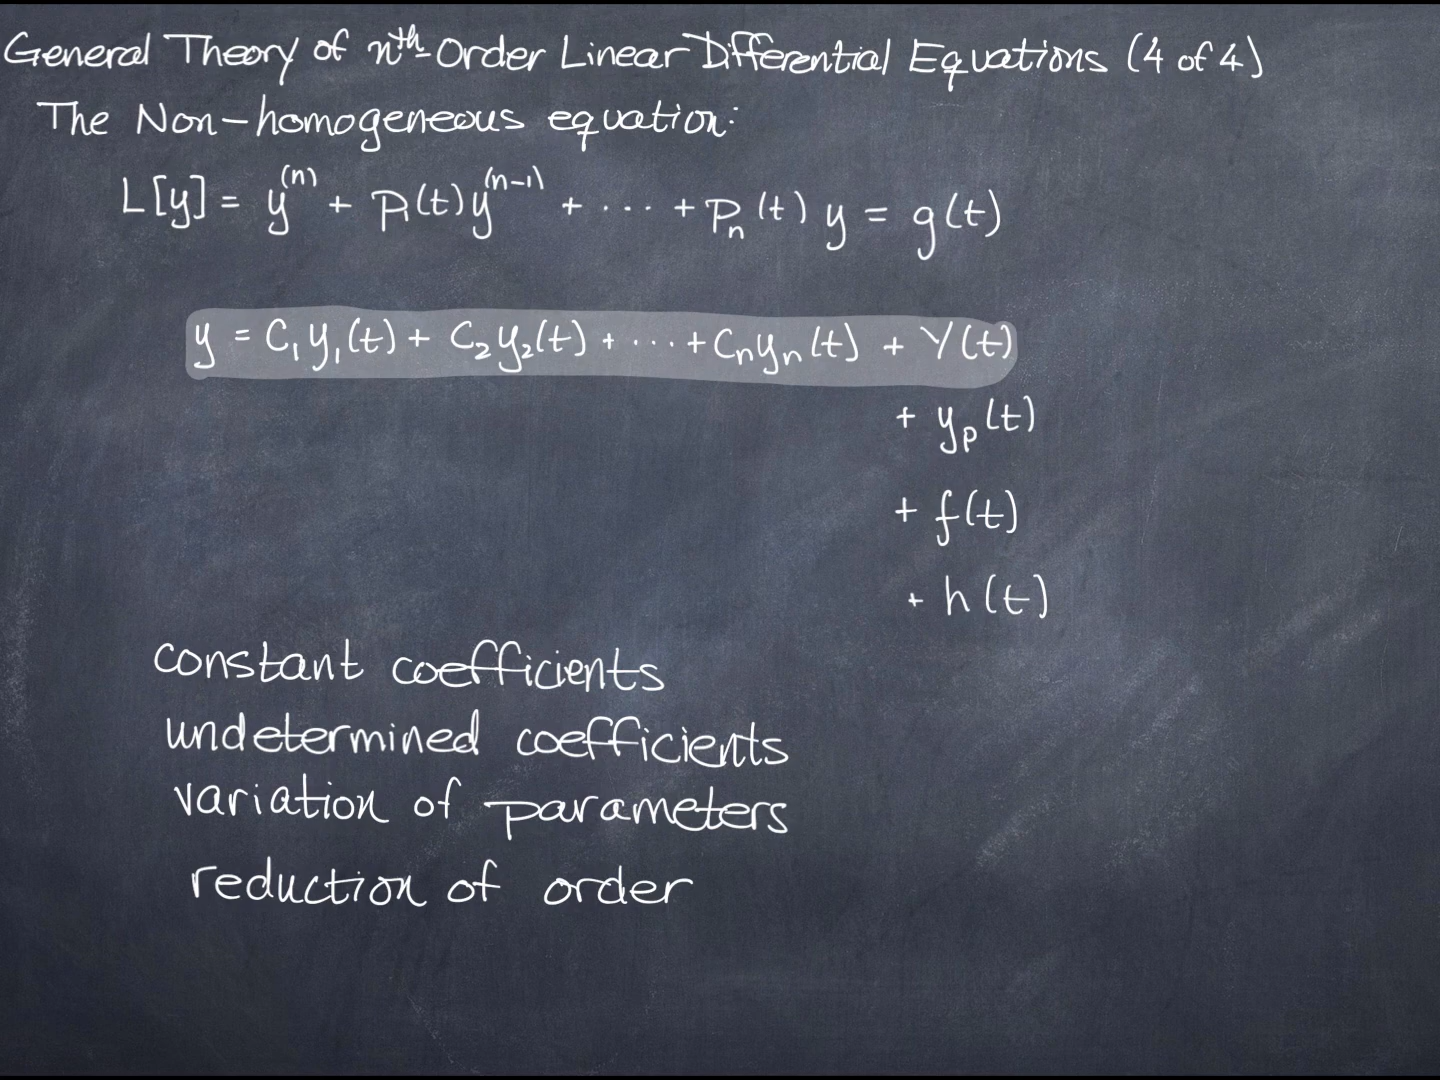 General Theory of nth-Order Linear Differential Equations (4 of 4)
The Non-homogeneous equation:
L[y] = y^(n) + P₁(t)y^(n-1) + ... + Pₙ(t) y = g(t)
y = C₁y₁(t) + C₂y₂(t) + ... + Cₙyₙ(t) + Y(t)
+ yₚ(t)
+ f(t)
+ h(t)
constant coefficients
undetermined coefficients
variation of parameters
reduction of order